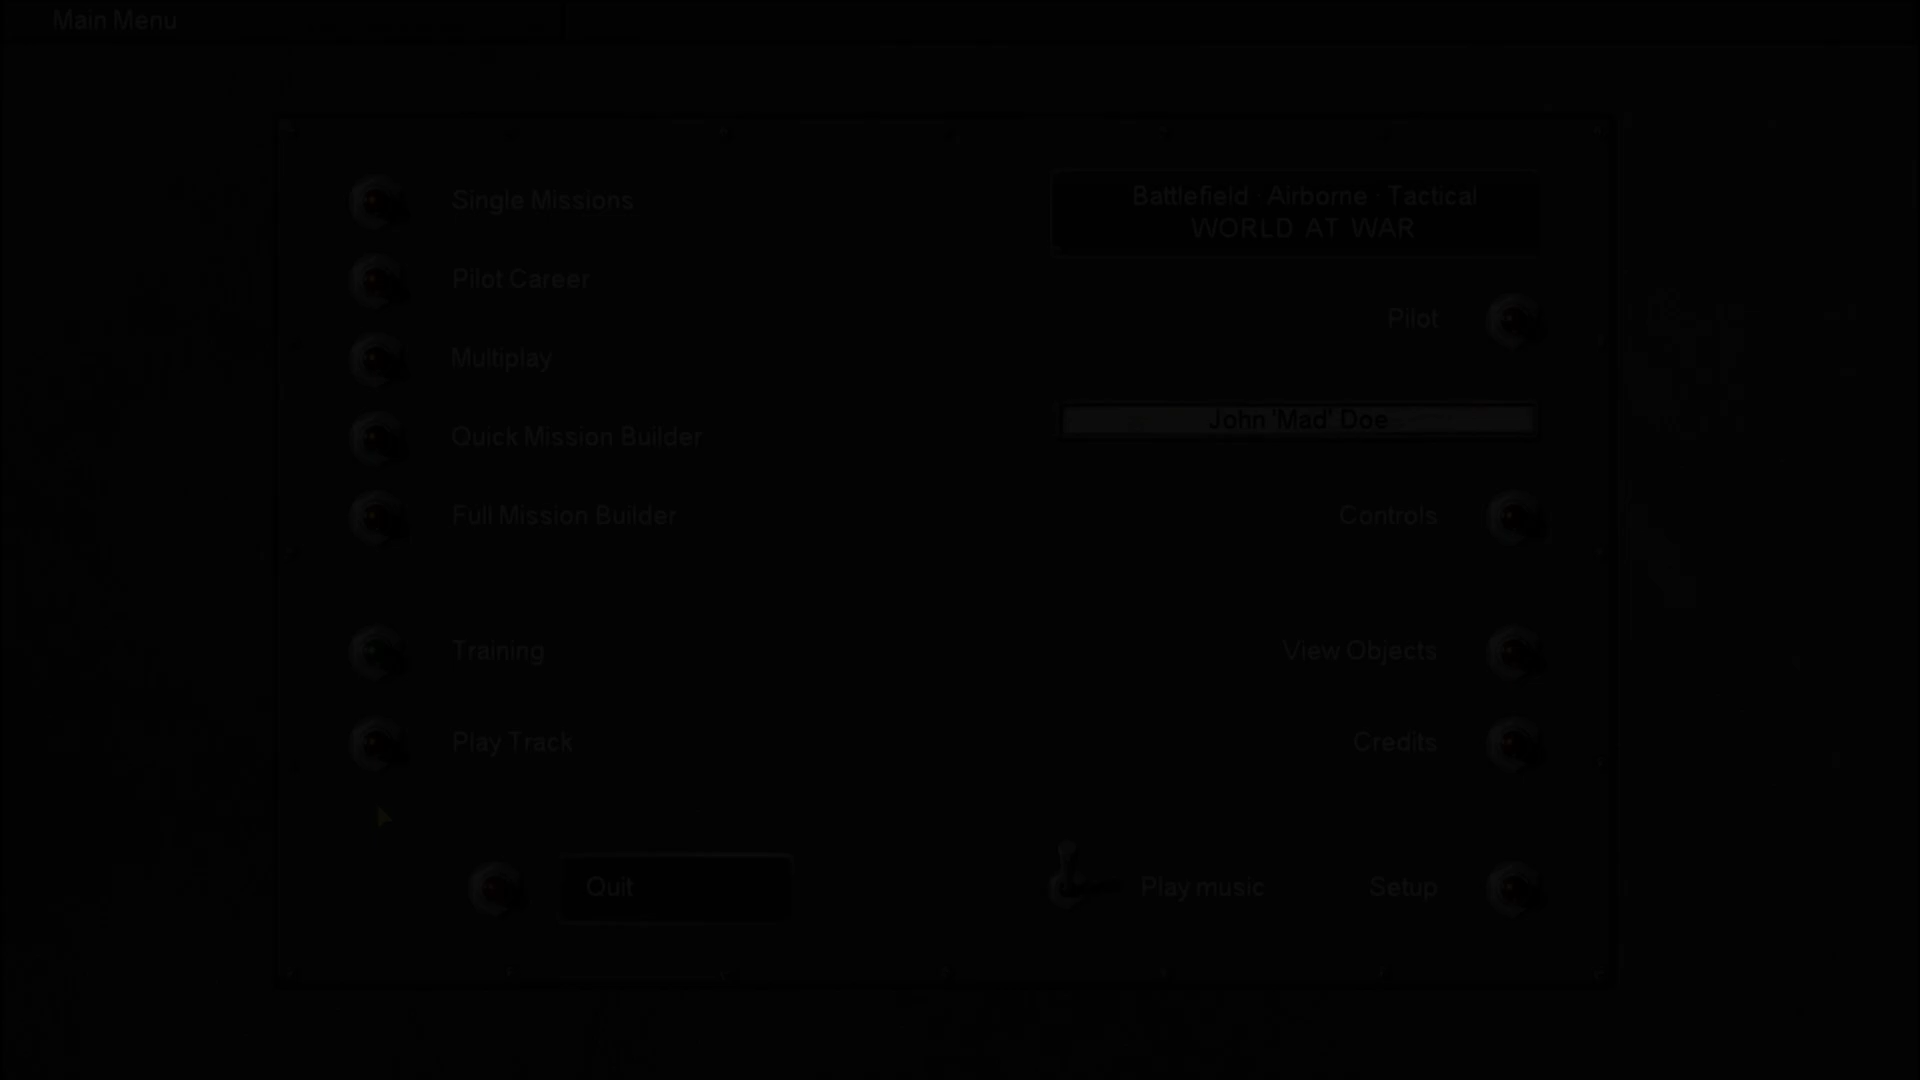 Main Menu
Single Missions
Pilot Career
Multiplay
Quick Mission Builder
Full Mission Builder
Training
Play Track
Quit
Battlefield · Airborne · Tactical
WORLD AT WAR
Pilot
John 'Mad' Doe
Controls
View Objects
Credits
Play music
Setup